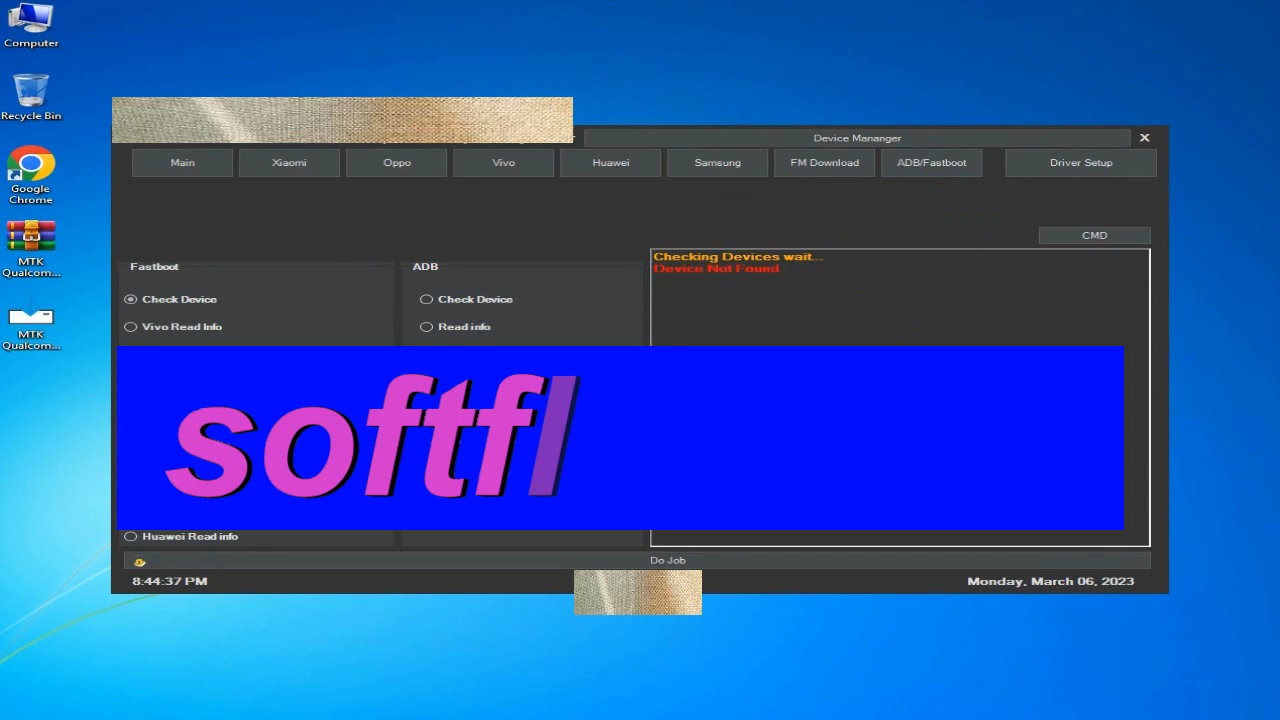 Computer
Recycle Bin
Google
Chrome
MTK
Qualcom...
MTK
Qualcom...
Device Mananger
Main
Xiaomi
Oppo
Vivo
Huawei
Samsung
FM Download
ADB/Fastboot
Driver Setup
CMD
Fastboot
ADB
Checking Devices wait...
Device Not Found
Check Device
Check Device
Vivo Read Info
Read info
softfl
Huawei Read info
Do Job
8:44:37 PM
Monday, March 06, 2023